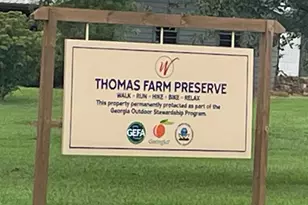 W
THOMAS FARM PRESERVE
WALK - RUN - HIKE - BIKE - RELAX
This property permanently protected as part of the
Georgia Outdoor Stewardship Program.
GEFA
Georgia